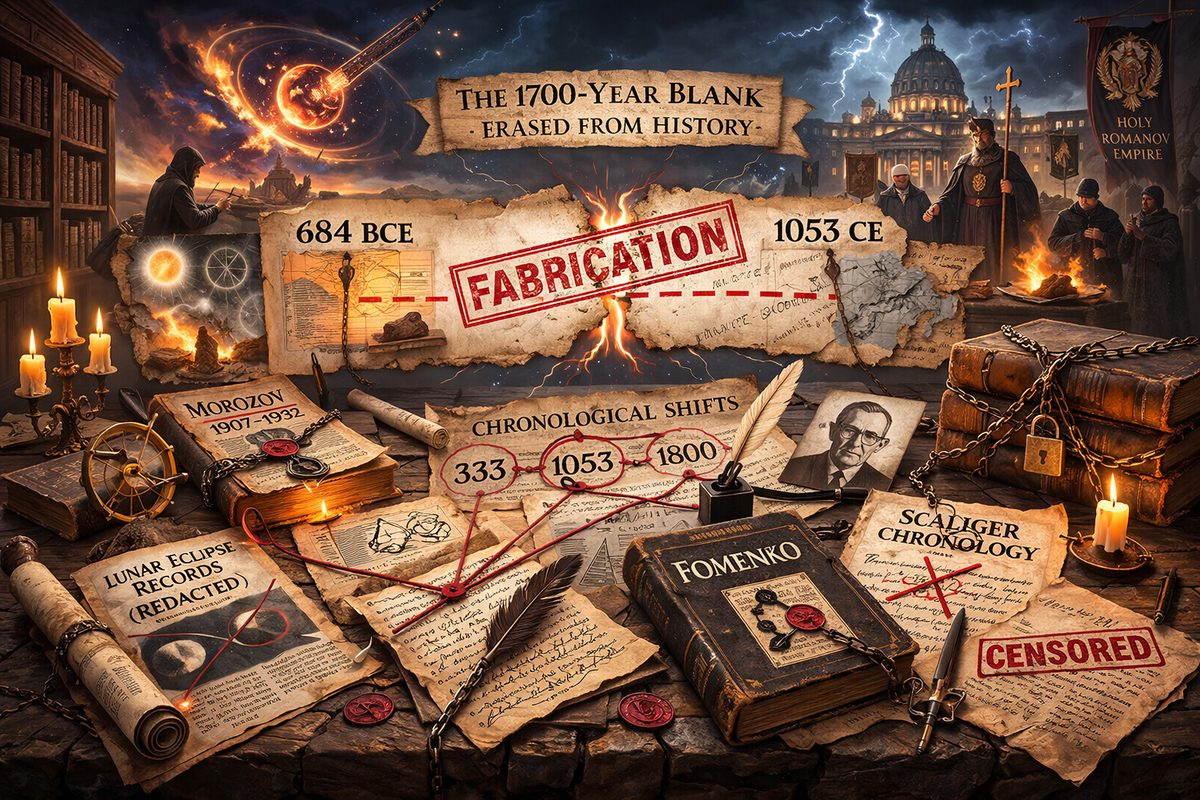 THE 1700-YEAR BLANK
- ERASED FROM HISTORY-
HOLY
ROMANOV
EMPIRE
684 BCE
FABRICATION
1053 CE
MOROZOV
1907-1932
CHRONOLOGICAL SHIFTS
333
1053
1800
LUNAR ECLIPSE
RECORDS
(REDACTED)
FOMENKO
SCALIGER
CHRONOLOGY
CENSORED